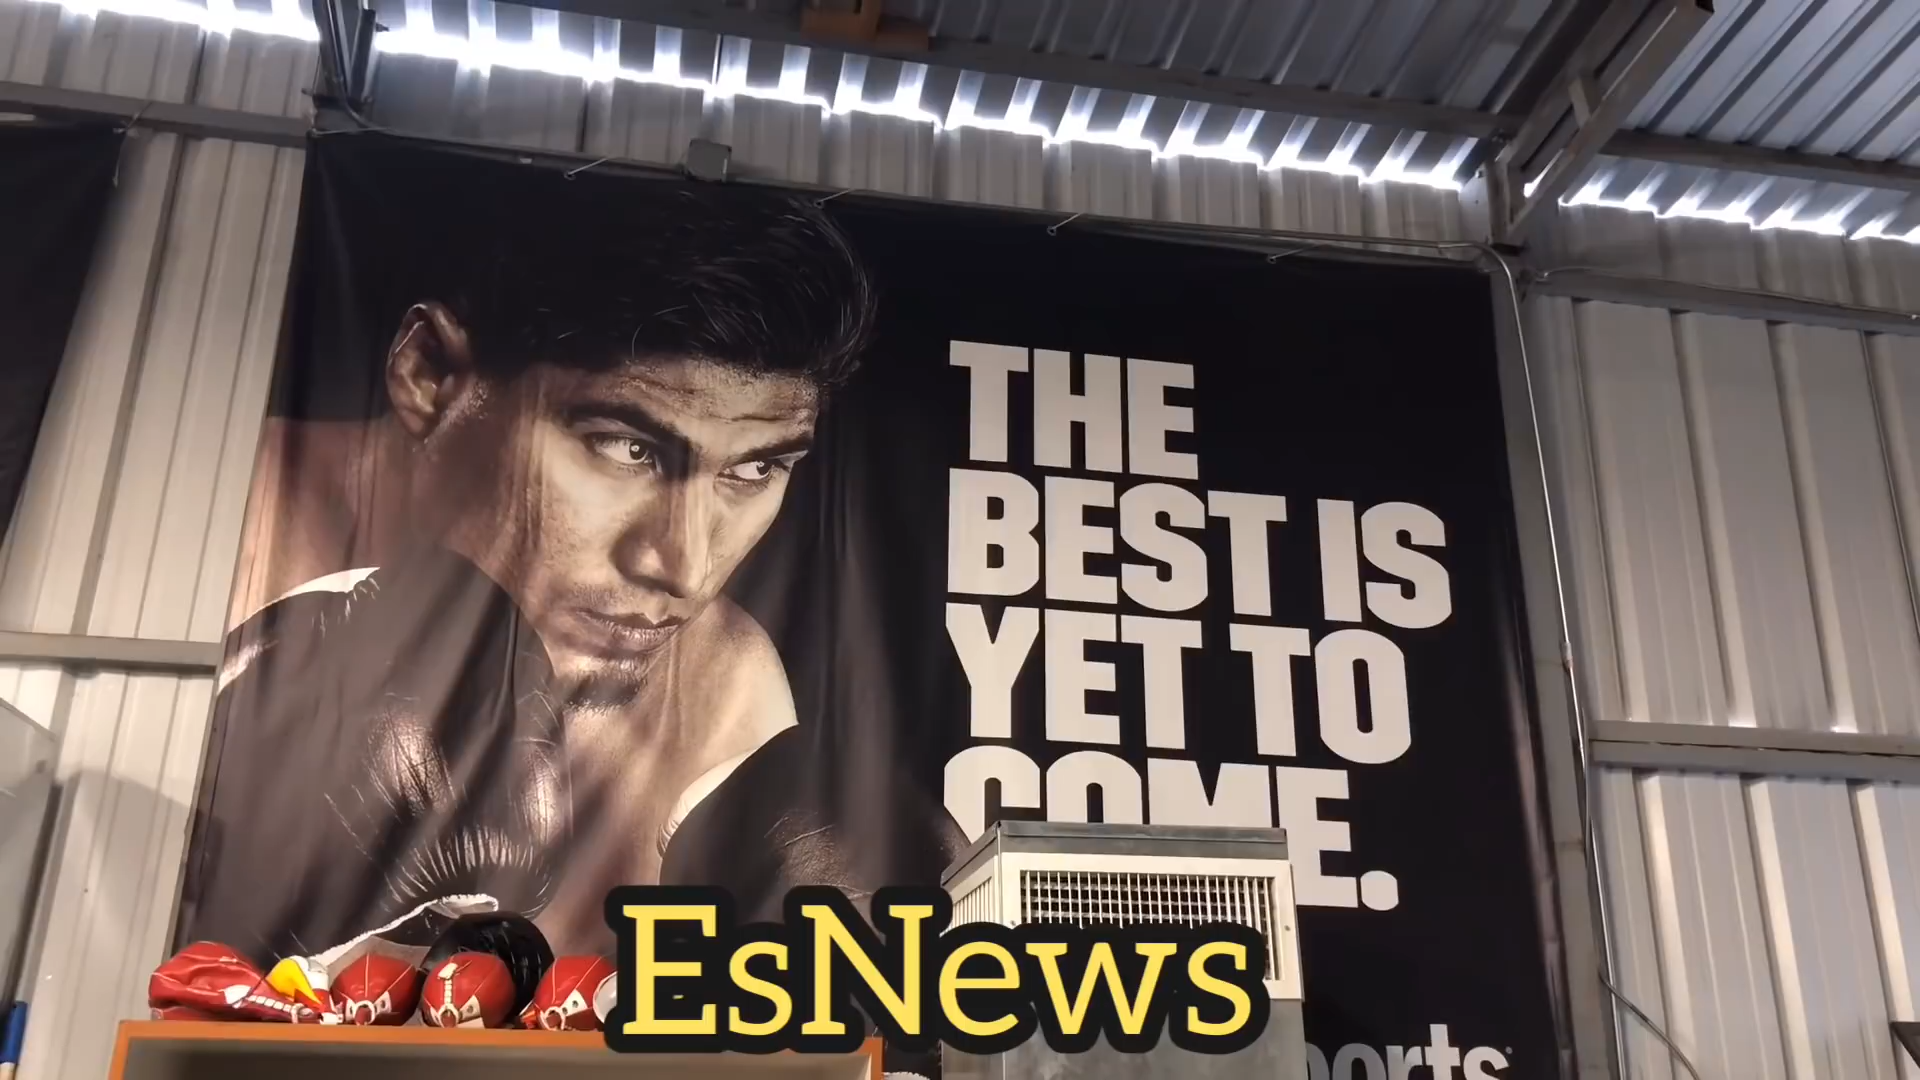 THE
BEST IS
YET TO
COME.
EsNews